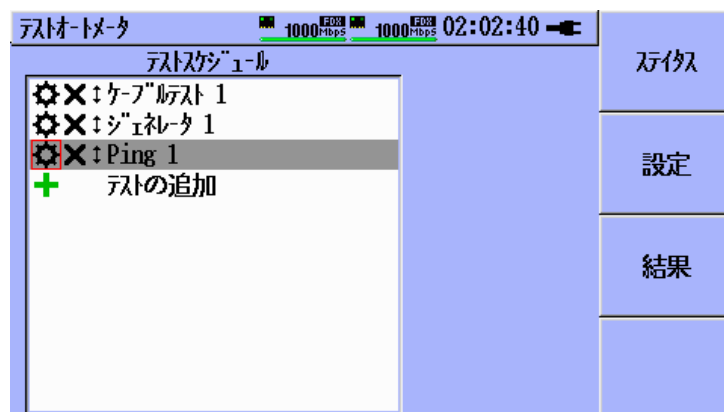 テストオートメータ 1000 FDX Mbps 1000 FDX Mbps 02:02:40
テストスケジュール
ケーブルテスト 1
ジェネレータ 1
Ping 1
テストの追加
ステイタス
設定
結果